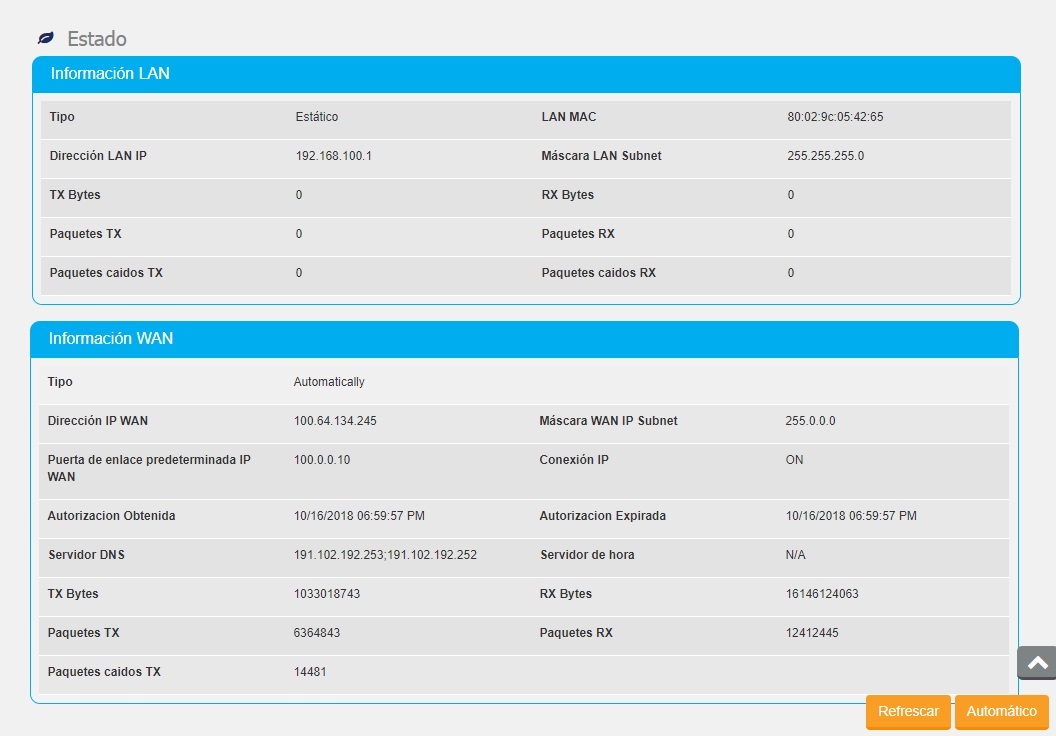 Estado
Información LAN
Tipo Estático LAN MAC 80:02:9c:05:42:65
Dirección LAN IP 192.168.100.1 Máscara LAN Subnet 255.255.255.0
TX Bytes 0 RX Bytes 0
Paquetes TX 0 Paquetes RX 0
Paquetes caidos TX 0 Paquetes caidos RX 0
Información WAN
Tipo Automatically
Dirección IP WAN 100.64.134.245 Máscara WAN IP Subnet 255.0.0.0
Puerta de enlace predeterminada IP 100.0.0.10 Conexión IP ON
WAN
Autorizacion Obtenida 10/16/2018 06:59:57 PM Autorizacion Expirada 10/16/2018 06:59:57 PM
Servidor DNS 191.102.192.253;191.102.192.252 Servidor de hora N/A
TX Bytes 1033018743 RX Bytes 16146124063
Paquetes TX 6364843 Paquetes RX 12412445
Paquetes caidos TX 14481
Refrescar Automático